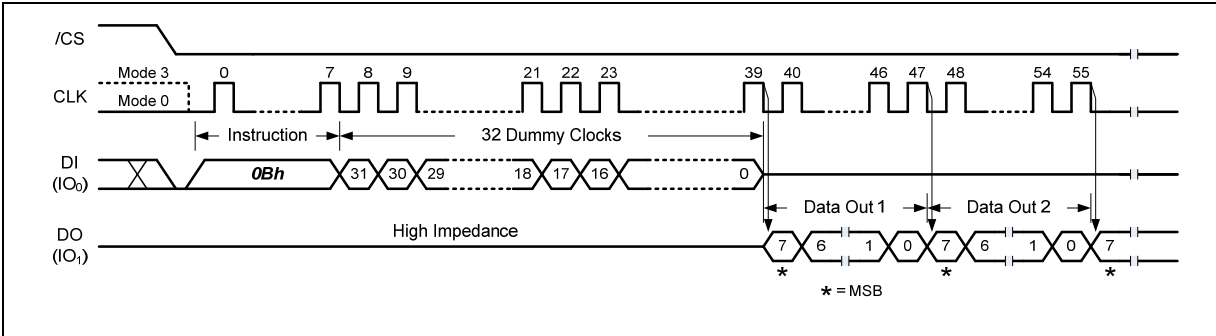 /CS
Mode 3 0 7 8 9 21 22 23 39 40 46 47 48 54 55
CLK
Mode 0
Instruction 32 Dummy Clocks
DI
(IO0)
0Bh 31 30 29 18 17 16 0
Data Out 1 Data Out 2
High Impedance
DO
(IO1)
7 6 1 0 7 6 1 0 7
* * *
* = MSB